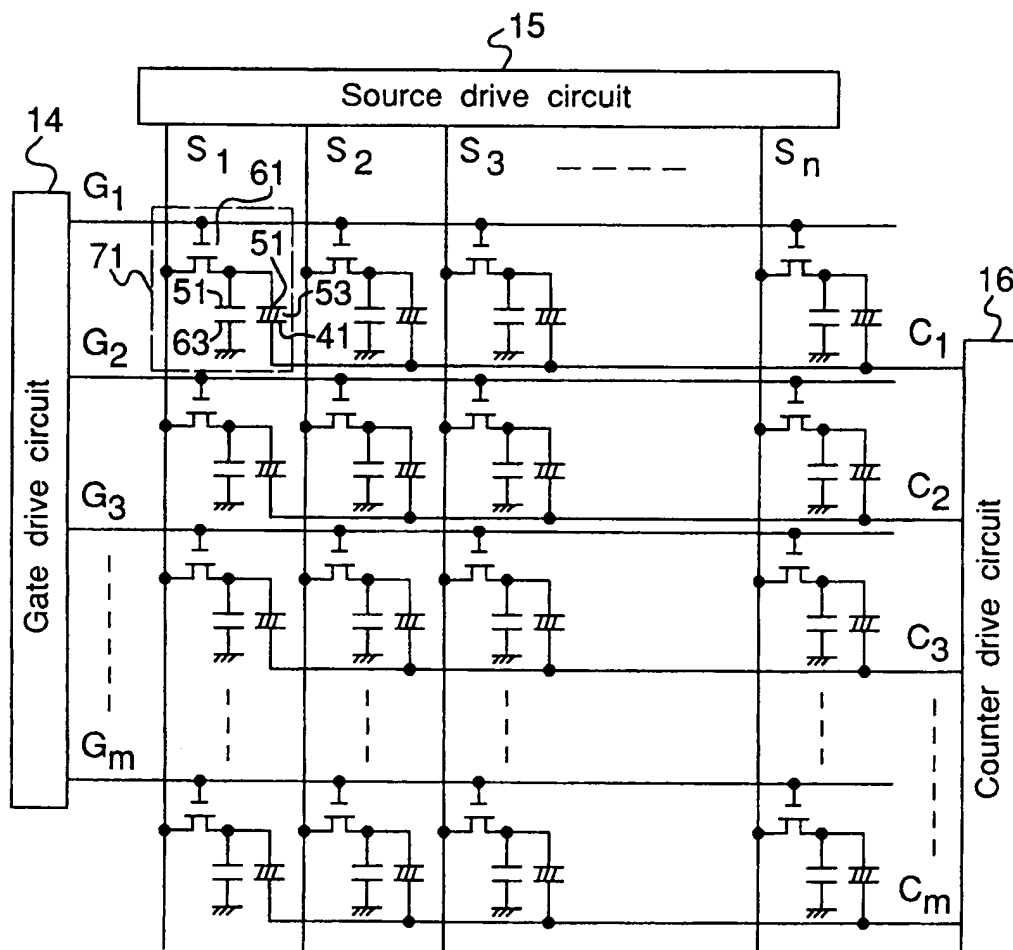 15
Source drive circuit
14
S1 S2 S3 Sn
G1
61
71
51
51
53
63
41
16
G2
C1
G3
C2
C3
Gm
Cm
Gate drive circuit
Counter drive circuit